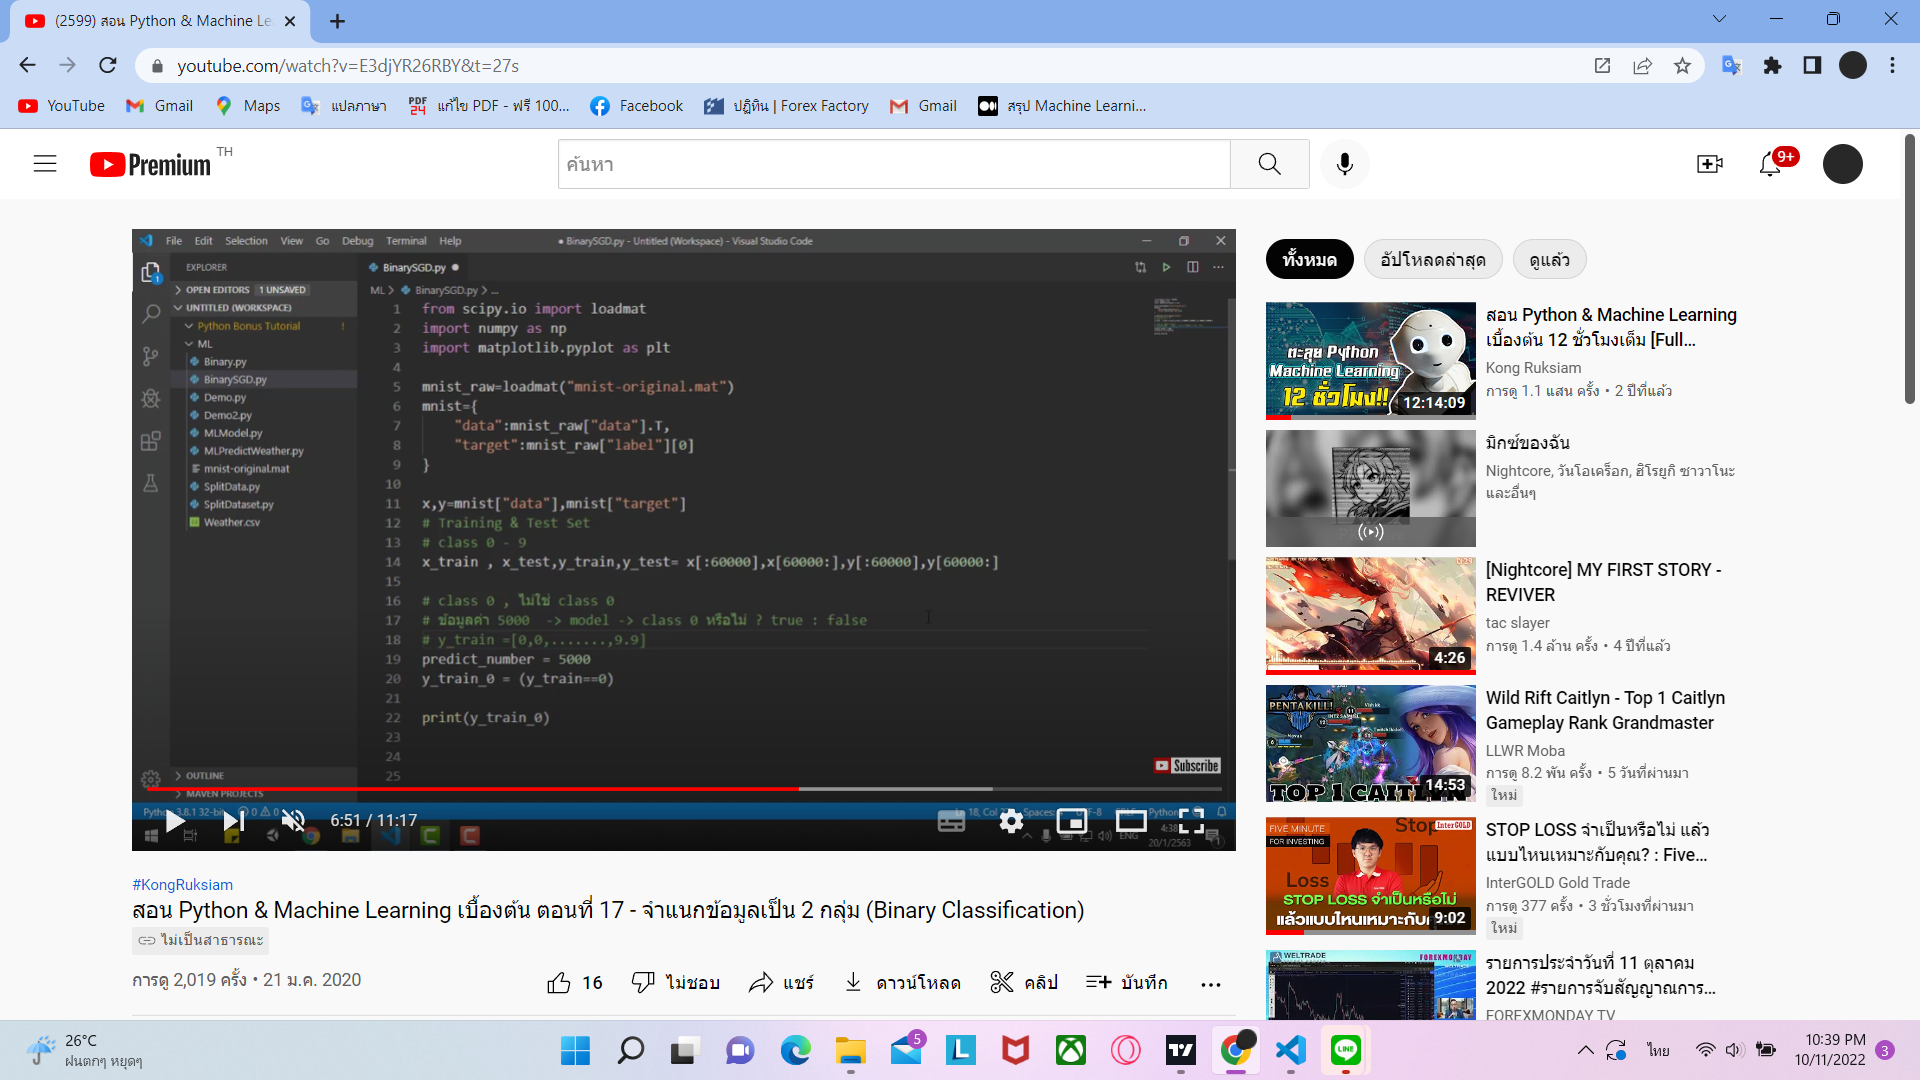 (2599) สอน Python & Machine Le
youtube.com/watch?v=E3djYR26RBY&t=27s
YouTube
Gmail
Maps
แปลภาษา
แก้ไข PDF - ฟรี 100...
Facebook
ปฏิทิน | Forex Factory
Gmail
สรุป Machine Learni...
Premium TH
ค้นหา
9+
File Edit Selection View Go Debug Terminal Help
● BinarySGD.py - Untitled (Workspace) - Visual Studio Code
EXPLORER
OPEN EDITORS 1 UNSAVED
UNTITLED (WORKSPACE)
Python Bonus Tutorial !
ML
Binary.py
BinarySGD.py
Demo.py
Demo2.py
MLModel.py
MLPredictWeather.py
mnist-original.mat
SplitData.py
SplitDataset.py
Weather.csv
OUTLINE
MAVEN PROJECTS
BinarySGD.py ●
ML > BinarySGD.py > ...
1 from scipy.io import loadmat
2 import numpy as np
3 import matplotlib.pyplot as plt
4
5 mnist_raw=loadmat("mnist-original.mat")
6 mnist={
7 "data":mnist_raw["data"].T,
8 "target":mnist_raw["label"][0]
9 }
10
11 x,y=mnist["data"],mnist["target"]
12 # Training & Test Set
13 # class 0 - 9
14 x_train , x_test,y_train,y_test= x[:60000],x[60000:],y[:60000],y[60000:]
15
16 # class 0 , ไม่ใช่ class 0
17 # ข้อมูลค่า 5000 -> model -> class 0 หรือไม่ ? true : false
18 # y_train =[0,0,.......,9.9]
19 predict_number = 5000
20 y_train_0 = (y_train==0)
21
22 print(y_train_0)
23
24
25
Subscribe
6:51 / 11:17
20/1/2563
#KongRuksiam
สอน Python & Machine Learning เบื้องต้น ตอนที่ 17 - จำแนกข้อมูลเป็น 2 กลุ่ม (Binary Classification)
ไม่เป็นสาธารณะ
การดู 2,019 ครั้ง • 21 ม.ค. 2020
16
ไม่ชอบ
แชร์
ดาวน์โหลด
คลิป
บันทึก
ทั้งหมด
อัปโหลดล่าสุด
ดูแล้ว
ตะลุย Python
Machine Learning
12 ชั่วโมง!!
12:14:09
สอน Python & Machine Learning
เบื้องต้น 12 ชั่วโมงเต็ม [Full...
Kong Ruksiam
การดู 1.1 แสน ครั้ง • 2 ปีที่แล้ว
มิกซ์ของฉัน
Nightcore, วันโอเคร็อก, ฮิโรยูกิ ซาวาโนะ
และอื่นๆ
4:26
[Nightcore] MY FIRST STORY -
REVIVER
tac slayer
การดู 1.4 ล้าน ครั้ง • 4 ปีที่แล้ว
PENTAKILL!
TOP 1 CAITLYN
14:53
Wild Rift Caitlyn - Top 1 Caitlyn
Gameplay Rank Grandmaster
LLWR Moba
การดู 8.2 พัน ครั้ง • 5 วันที่ผ่านมา
ใหม่
FIVE MINUTE
FOR INVESTING
Stop
InterGOLD
Loss
STOP LOSS จำเป็นหรือไม่
แล้วแบบไหนเหมาะกับคุณ
9:02
STOP LOSS จำเป็นหรือไม่ แล้ว
แบบไหนเหมาะกับคุณ? : Five...
InterGOLD Gold Trade
การดู 377 ครั้ง • 3 ชั่วโมงที่ผ่านมา
ใหม่
WELTRADE
FOREXMONDAY
รายการประจำวันที่ 11 ตุลาคม
2022 #รายการจับสัญญาณการ...
FOREXMONDAY TV
26°C
ฝนตกๆ หยุดๆ
5
LINE
ไทย
10:39 PM
10/11/2022
3